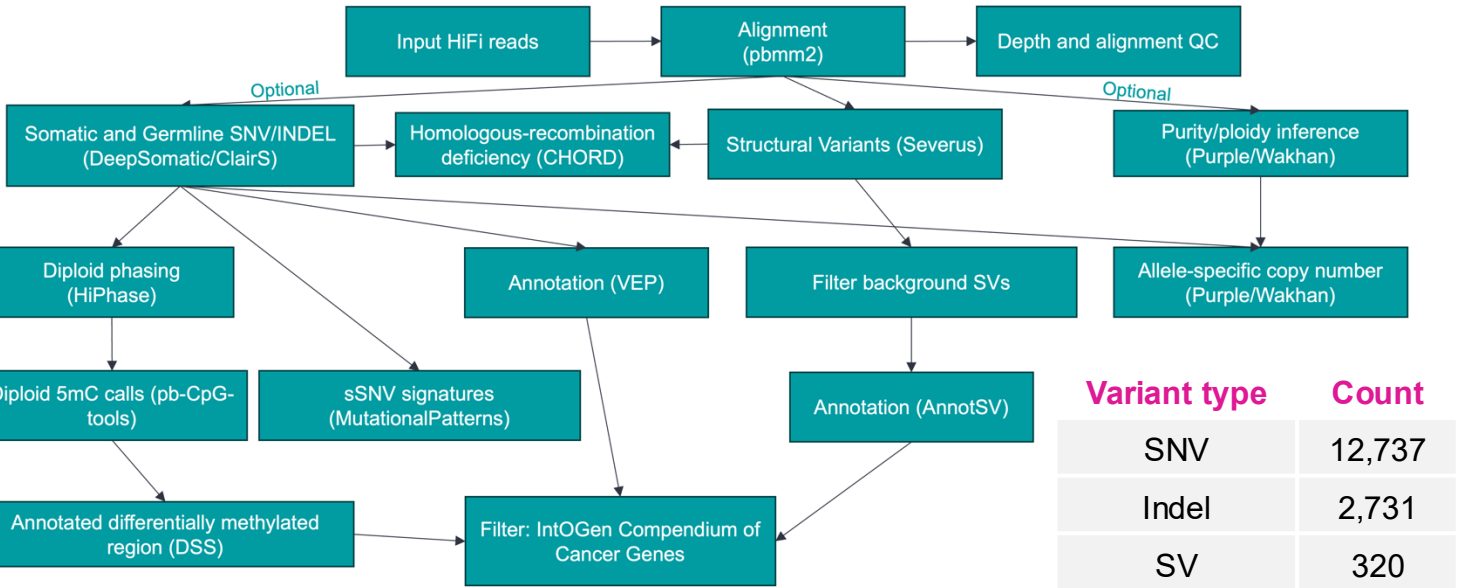 Input HiFi reads
Alignment
(pbmm2)
Depth and alignment QC
Optional
Optional
Somatic and Germline SNV/INDEL
(DeepSomatic/ClairS)
Homologous-recombination
deficiency (CHORD)
Structural Variants (Severus)
Purity/ploidy inference
(Purple/Wakhan)
Diploid phasing
(HiPhase)
Annotation (VEP)
Filter background SVs
Allele-specific copy number
(Purple/Wakhan)
Diploid 5mC calls (pb-CpG-
tools)
sSNV signatures
(MutationalPatterns)
Annotation (AnnotSV)
Annotated differentially methylated
region (DSS)
Filter: IntOGen Compendium of
Cancer Genes
Variant type Count
SNV 12,737
Indel 2,731
SV 320